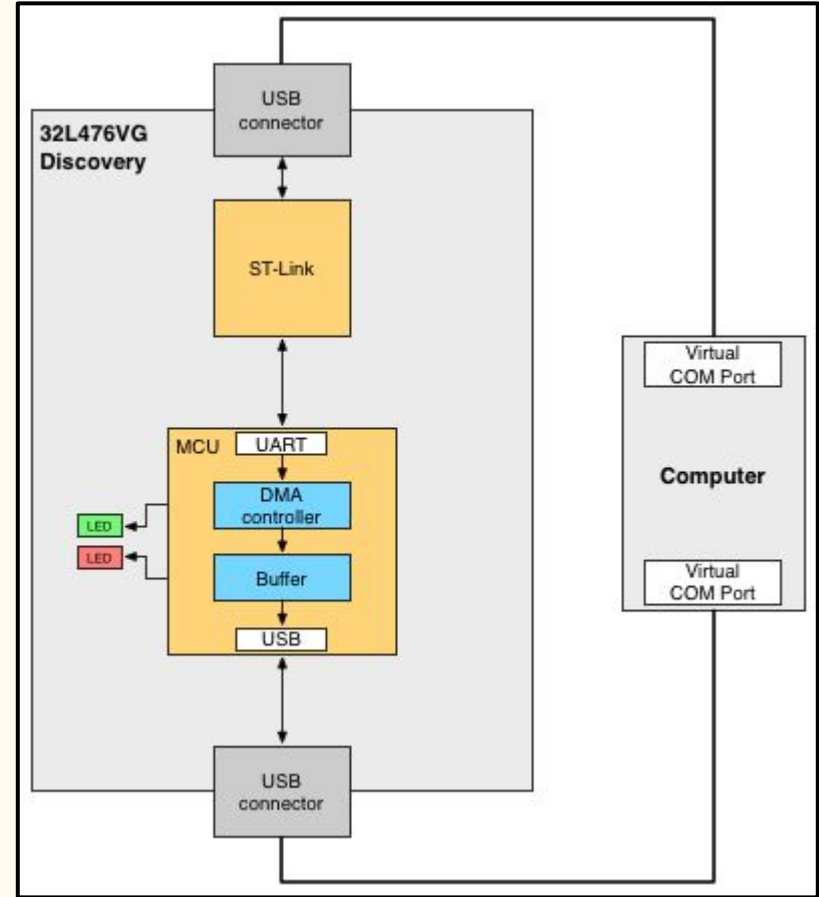 USB
connector
32L476VG
Discovery
ST-Link
MCU
UART
DMA
controller
LED
LED
Buffer
USB
USB
connector
Virtual
COM Port
Computer
Virtual
COM Port